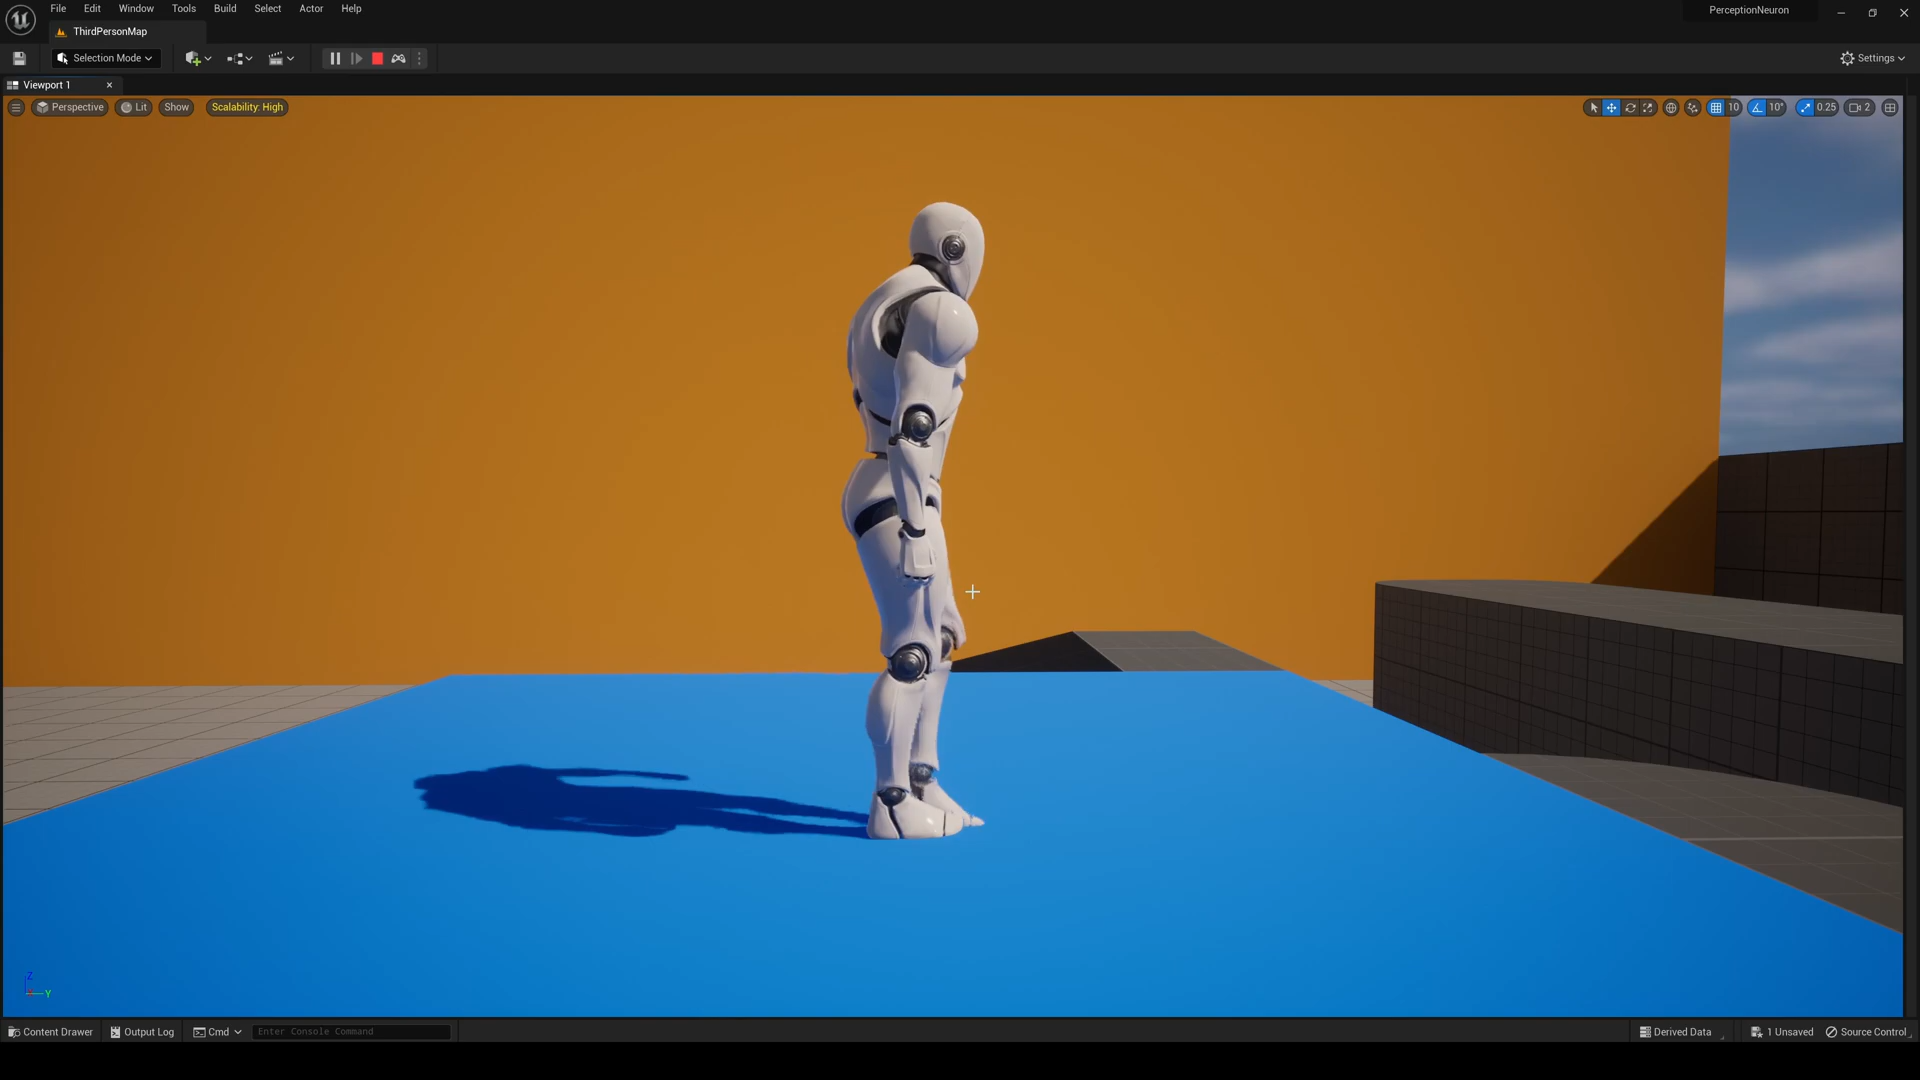 File Edit Window Tools Build Select Actor Help
PerceptionNeuron
ThirdPersonMap
Selection Mode
Settings
Viewport 1
Perspective Lit Show Scalability: High
10 10° 0.25 2
Z
Y
Content Drawer Output Log Cmd Enter Console Command
Derived Data 1 Unsaved Source Control